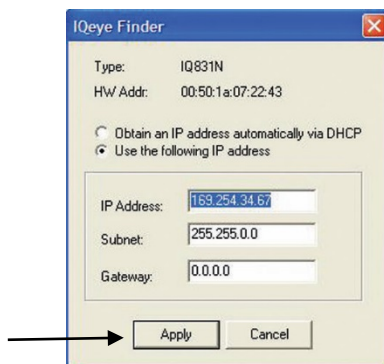 IQeye Finder
Type: IQ831N
HW Addr: 00:50:1a:07:22:43
Obtain an IP address automatically via DHCP
Use the following IP address
IP Address: 169.254.34.67
Subnet: 255.255.0.0
Gateway: 0.0.0.0
Apply Cancel